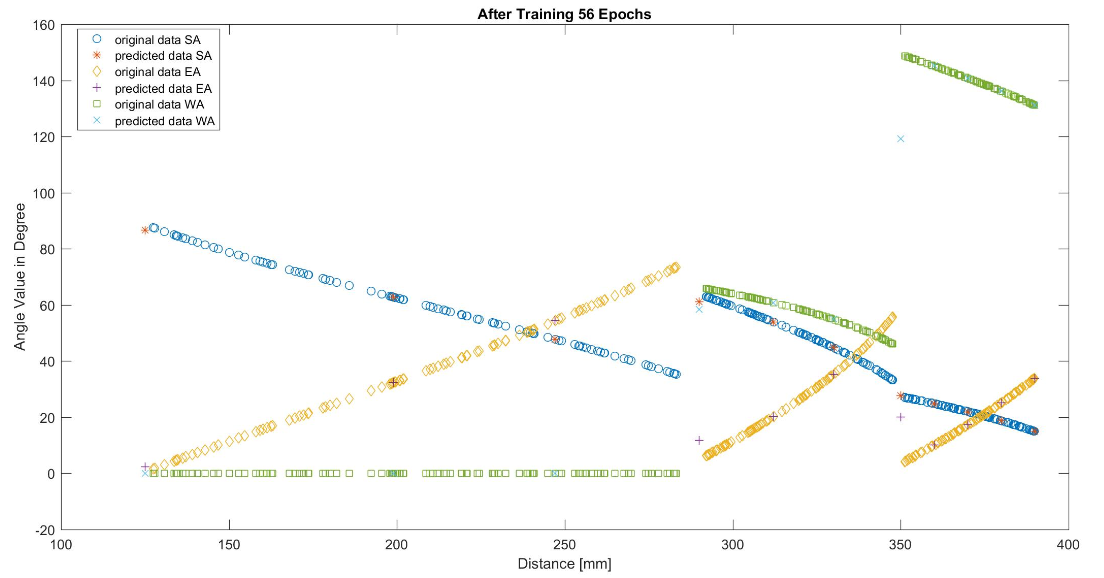 After Training 56 Epochs
160
140
120
100
80
60
40
20
0
-20
Angle Value in Degree
original data SA
predicted data SA
original data EA
predicted data EA
original data WA
predicted data WA
100 150 200 250 300 350 400
Distance [mm]